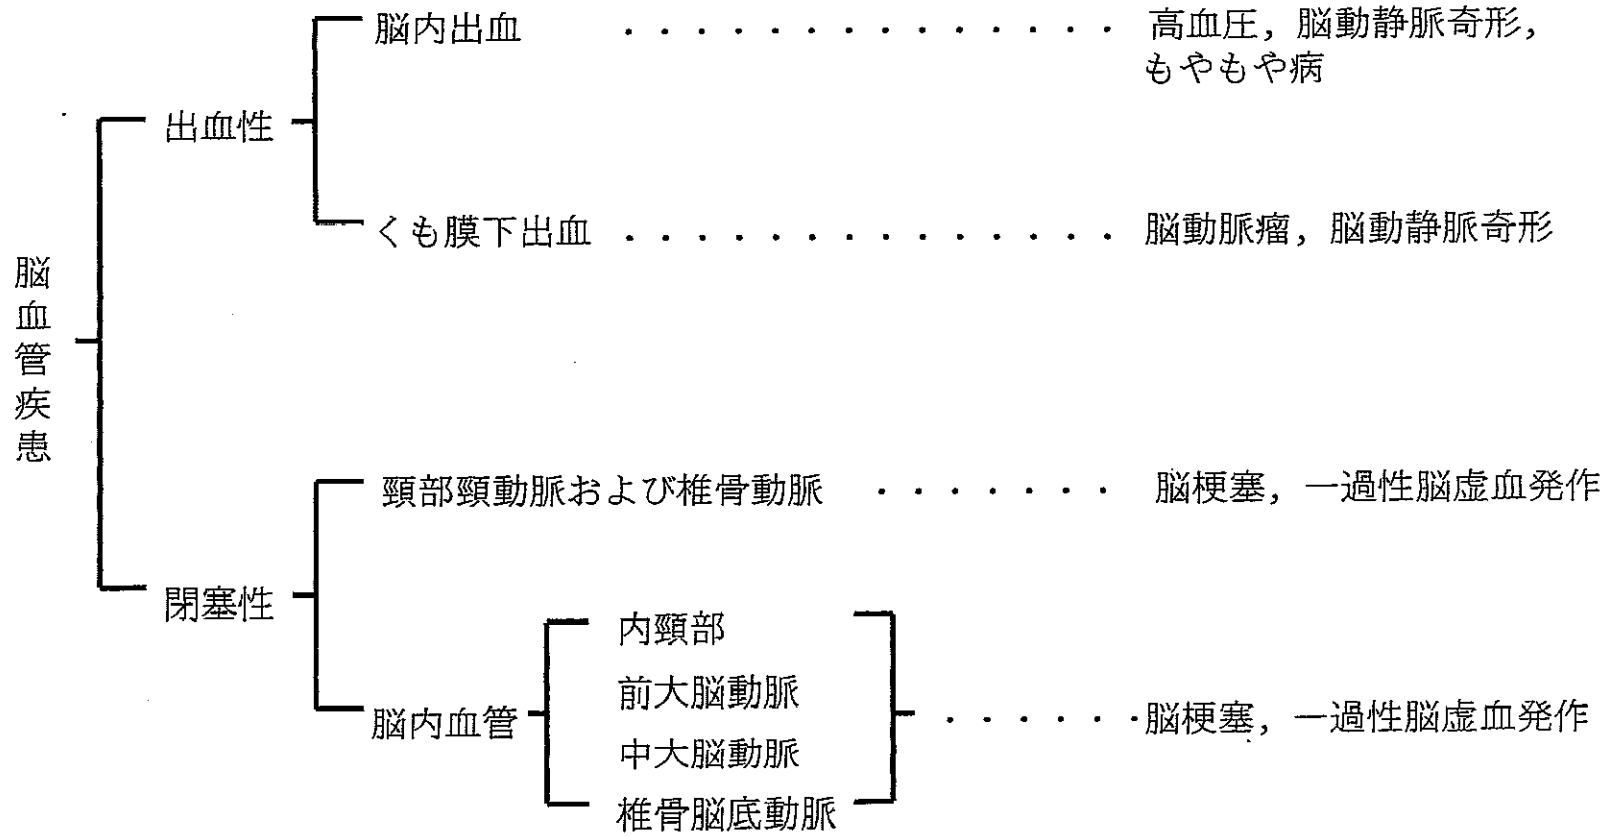 脳血管疾患
出血性
脳内出血 ・・・・・・・・・・・・・・ 高血圧，脳動静脈奇形，
もやもや病
くも膜下出血 ・・・・・・・・・・・・・・ 脳動脈瘤，脳動静脈奇形
閉塞性
頸部頸動脈および椎骨動脈 ・・・・・・・ 脳梗塞，一過性脳虚血発作
脳内血管
内頸部
前大脳動脈
中大脳動脈
椎骨脳底動脈
・・・・・・脳梗塞，一過性脳虚血発作